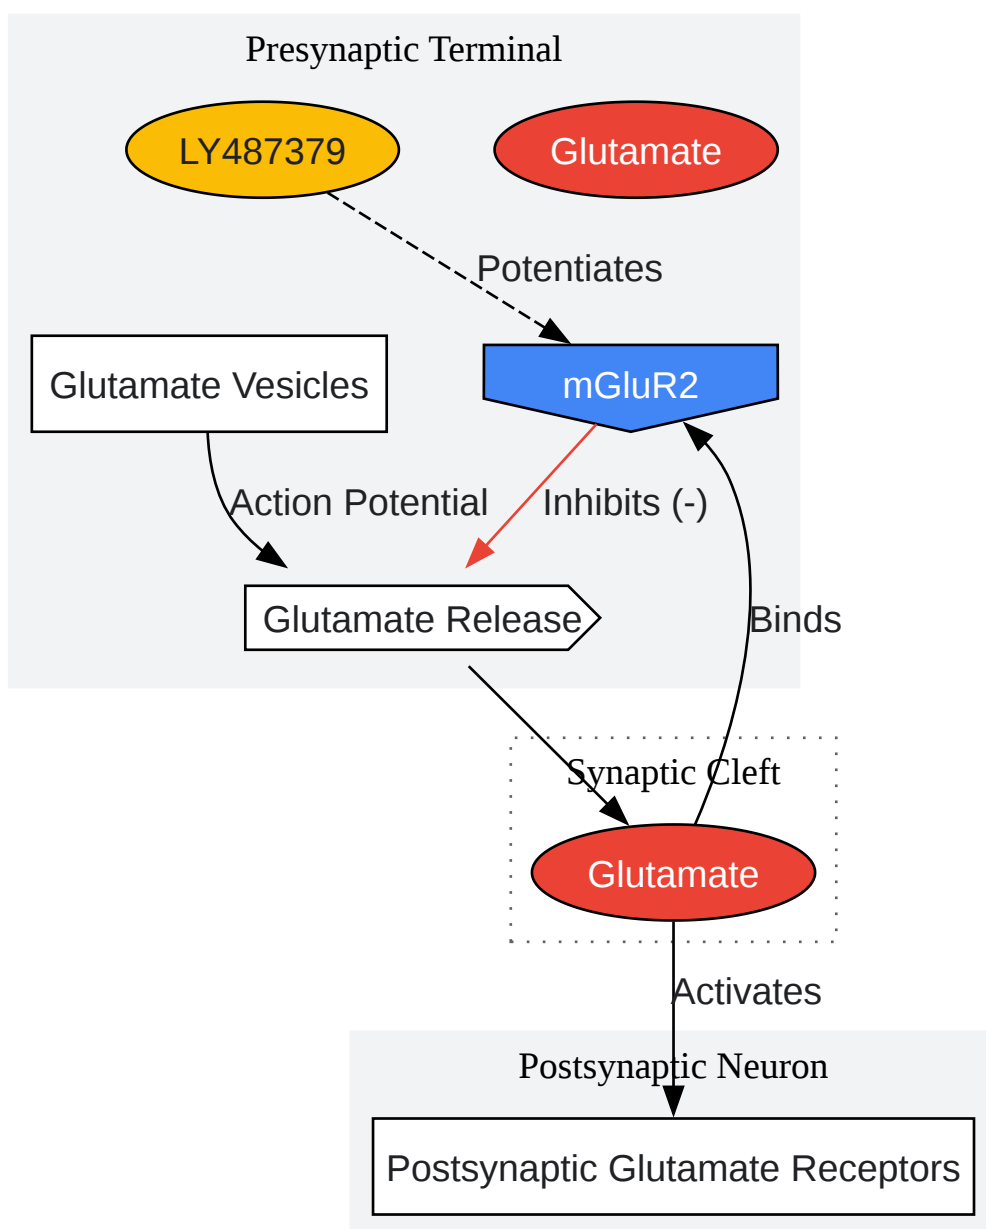 Presynaptic Terminal
LY487379
Glutamate
Potentiates
Glutamate Vesicles
mGluR2
Action Potential
Inhibits (-)
Glutamate Release
Binds
Synaptic Cleft
Glutamate
Activates
Postsynaptic Neuron
Postsynaptic Glutamate Receptors